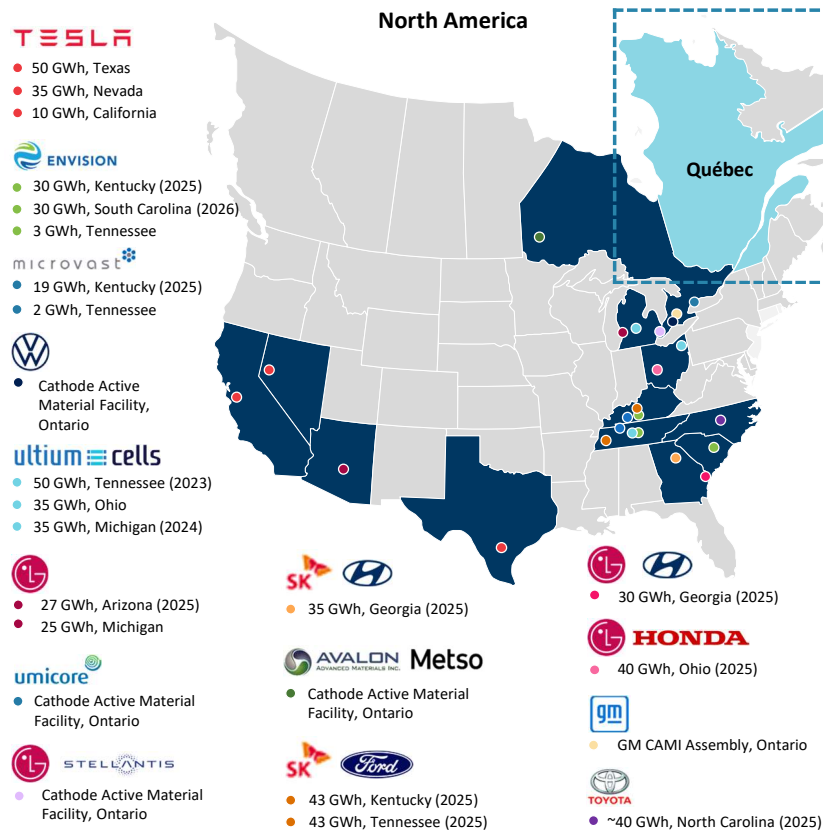 North America
Québec
TESLA
50 GWh, Texas
35 GWh, Nevada
10 GWh, California
ENVISION
30 GWh, Kentucky (2025)
30 GWh, South Carolina (2026)
3 GWh, Tennessee
microvast
19 GWh, Kentucky (2025)
2 GWh, Tennessee
Cathode Active
Material Facility,
Ontario
ultium cells
50 GWh, Tennessee (2023)
35 GWh, Ohio
35 GWh, Michigan (2024)
LG
27 GWh, Arizona (2025)
25 GWh, Michigan
umicore
Cathode Active Material
Facility, Ontario
LG STELLANTIS
Cathode Active Material
Facility, Ontario
SK
35 GWh, Georgia (2025)
AVALON Metso
ADVANCED MATERIALS INC.
Cathode Active Material
Facility, Ontario
SK Ford
43 GWh, Kentucky (2025)
43 GWh, Tennessee (2025)
LG
30 GWh, Georgia (2025)
LG HONDA
40 GWh, Ohio (2025)
gm
GM CAMI Assembly, Ontario
TOYOTA
~40 GWh, North Carolina (2025)